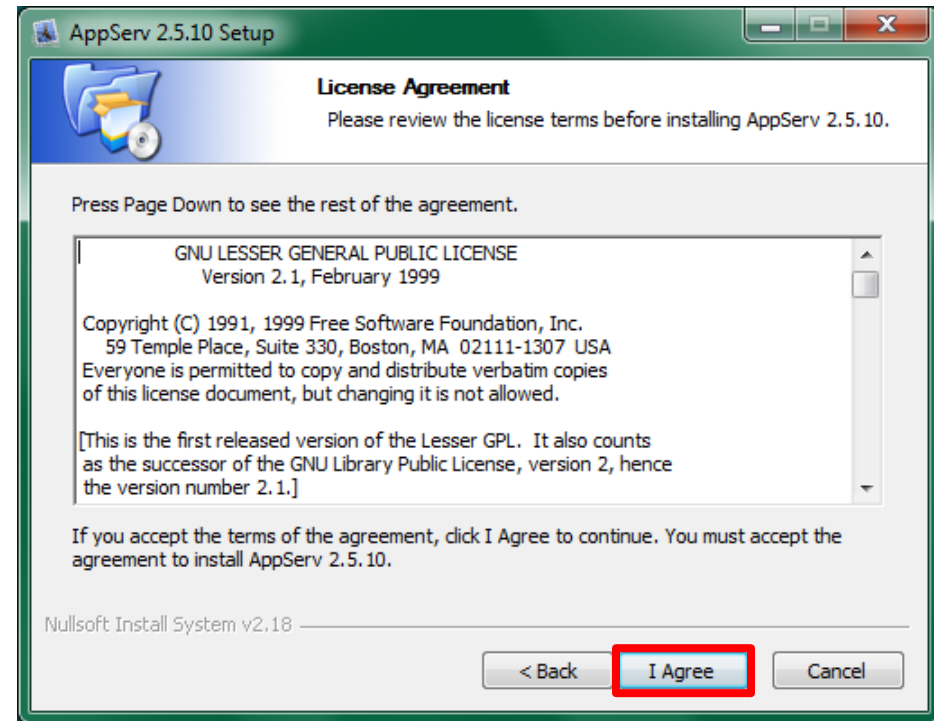 AppServ 2.5.10 Setup
License Agreement
Please review the license terms before installing AppServ 2.5.10.
Press Page Down to see the rest of the agreement.
GNU LESSER GENERAL PUBLIC LICENSE
Version 2.1, February 1999
Copyright (C) 1991, 1999 Free Software Foundation, Inc.
59 Temple Place, Suite 330, Boston, MA 02111-1307 USA
Everyone is permitted to copy and distribute verbatim copies
of this license document, but changing it is not allowed.
[This is the first released version of the Lesser GPL. It also counts
as the successor of the GNU Library Public License, version 2, hence
the version number 2.1.]
If you accept the terms of the agreement, click I Agree to continue. You must accept the
agreement to install AppServ 2.5.10.
Nullsoft Install System v2.18
< Back I Agree Cancel